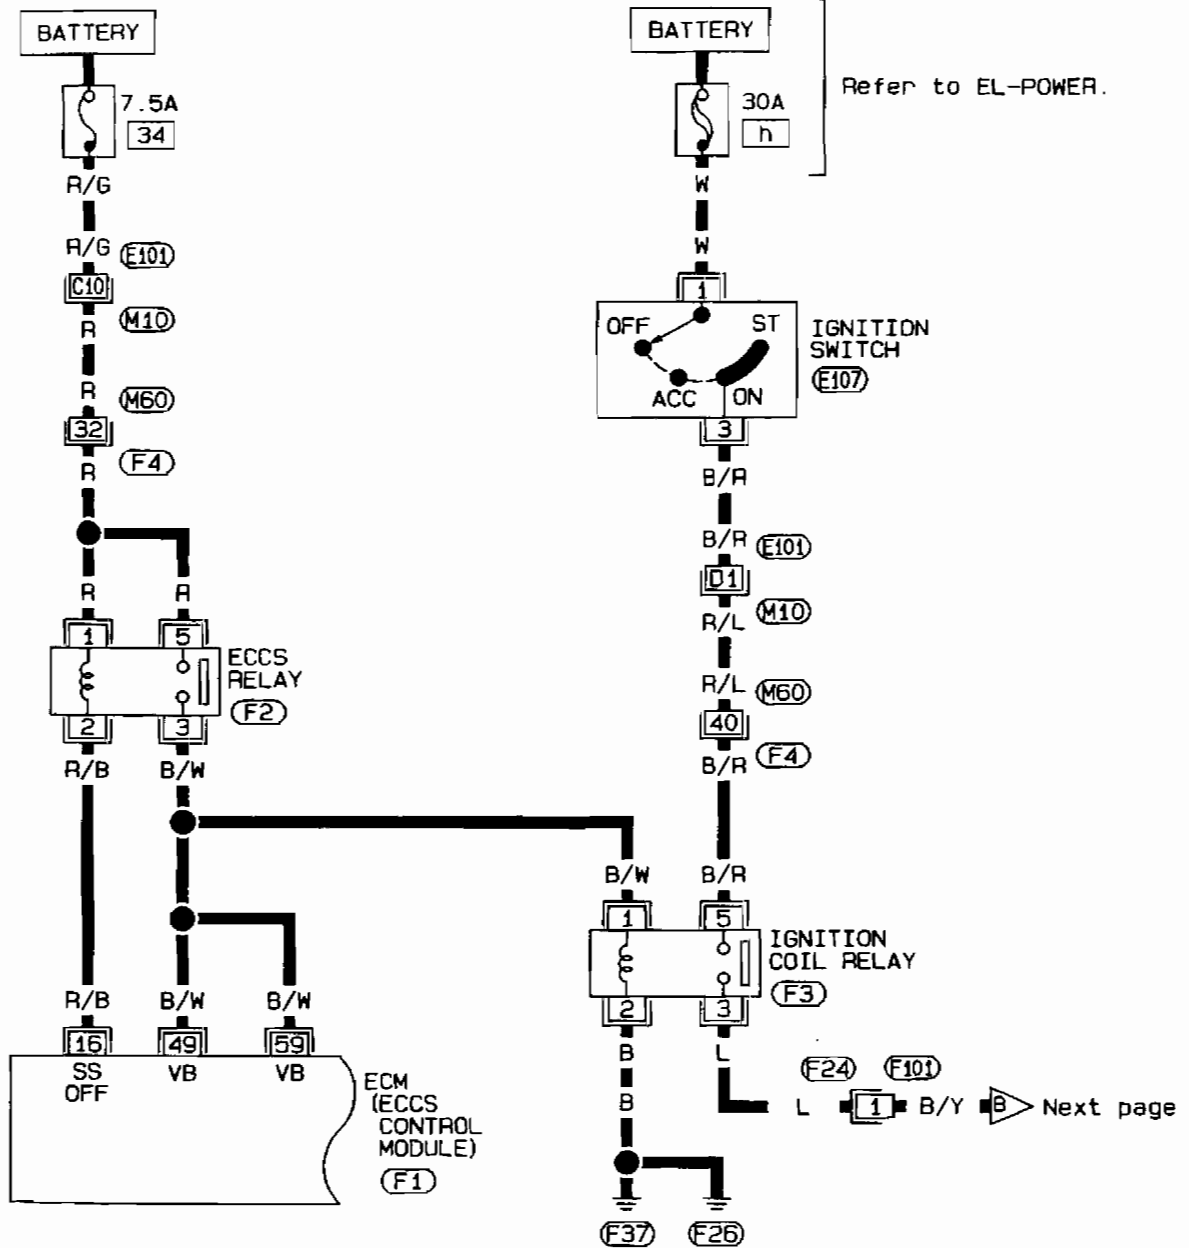 BATTERY
BATTERY
Refer to EL-POWER.
7.5A
34
30A
h
R/G
W
R/G
E101
W
C10
1
M10
R
OFF
ST
IGNITION
SWITCH
E107
ACC
ON
R
M60
32
3
F4
R
B/R
B/R
E101
D1
M10
R/L
R
R
1
5
ECCS
RELAY
F2
R/L
M60
40
F4
2
3
R/B
B/W
B/R
B/W
B/R
1
5
IGNITION
COIL RELAY
F3
R/B
B/W
B/W
2
3
16
49
59
B
L
SS
OFF
VB
VB
ECM
(ECCS
CONTROL
MODULE)
F1
F24
F101
B
L
1
B/Y
B
Next page
F37
F26